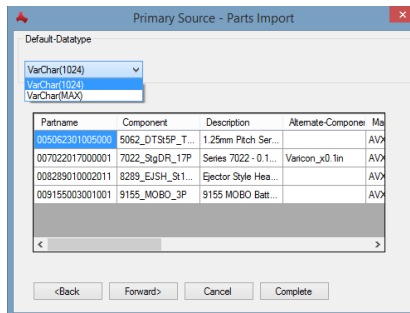 Primary Source - Parts Import
Default-Datatype
VarChar(1024)
VarChar(1024)
VarChar(MAX)
Partname Component Description Alternate-Componer Ma
005062301005000 5062_DTSt5P_T... 1.25mm Pitch Ser... AVX
007022017000001 7022_StgDR_17P Series 7022 - 0.1... Varicon_x0.1in AVX
008289010002011 8289_EJSH_St1... Ejector Style Hea... AVX
009155003001001 9155_MOBO_3P 9155 MOBO Batt... AVX
<Back Forward> Cancel Complete